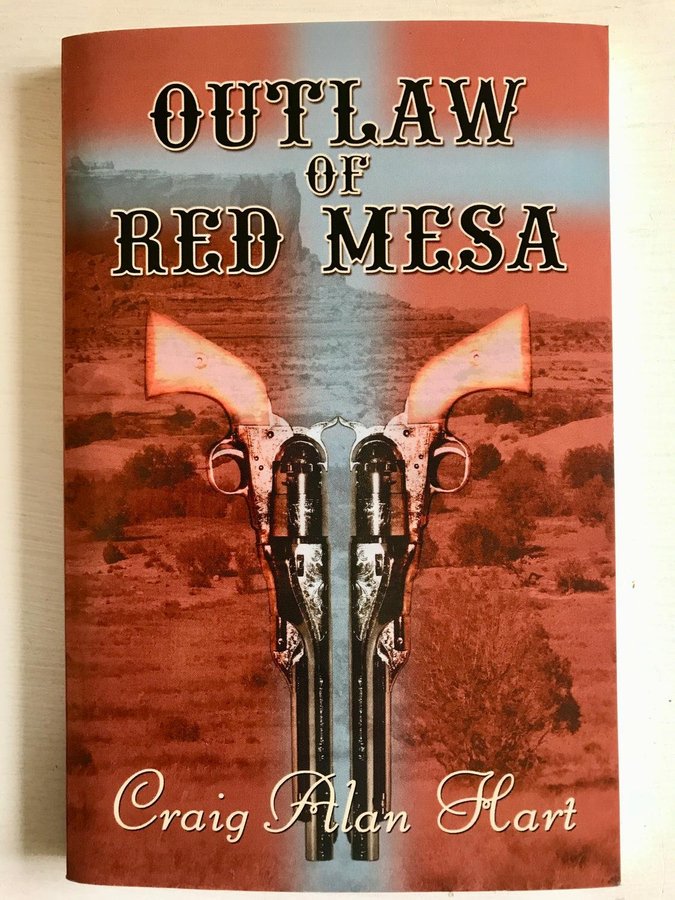 OUTLAW
OF
RED MESA
Craig Alan Hart